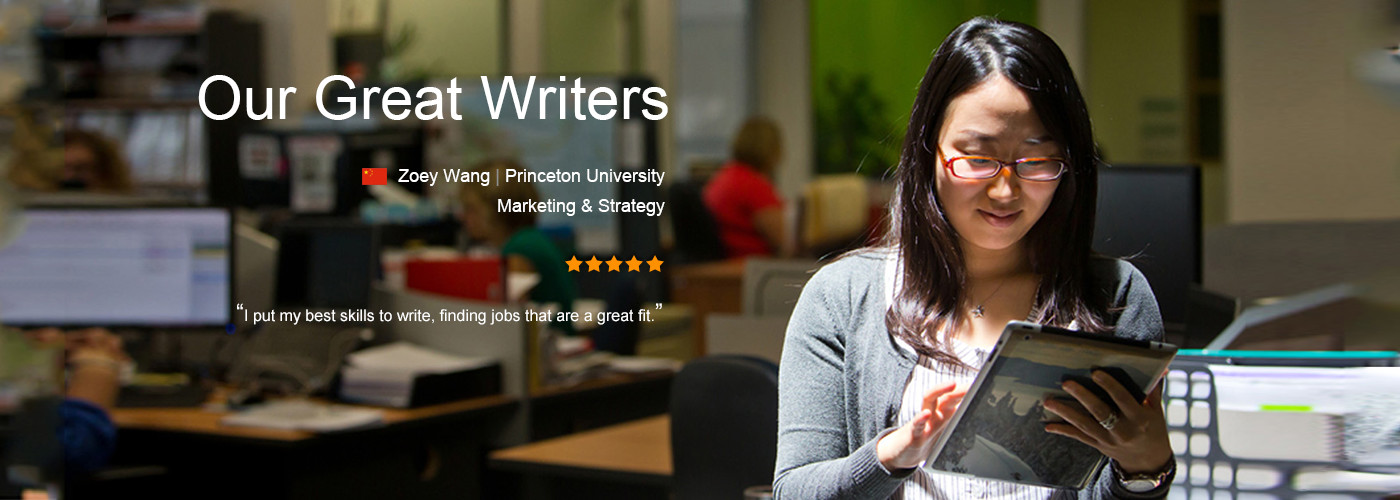 Our Great Writers
Zoey Wang | Princeton University
Marketing & Strategy
“I put my best skills to write, finding jobs that are a great fit.”